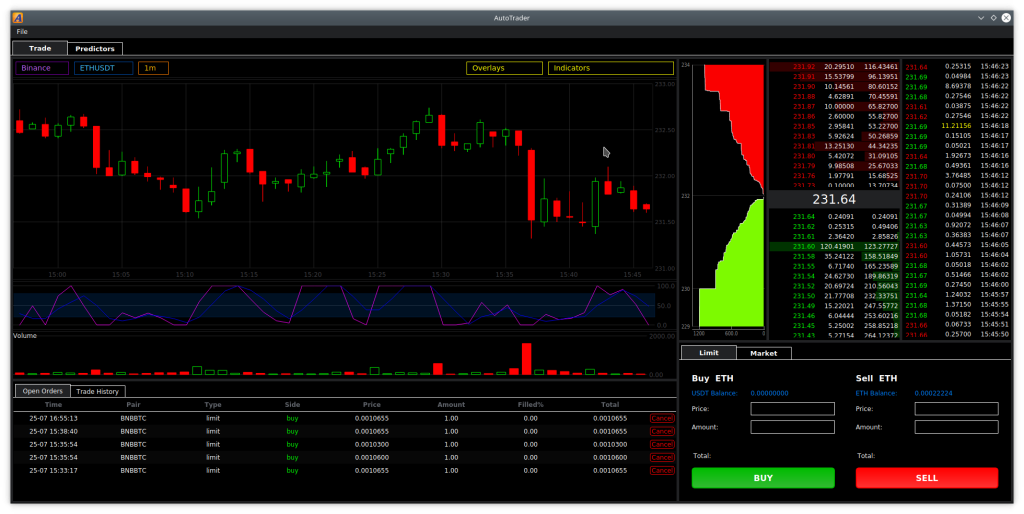 AutoTrader
File
Trade Predictors
Binance ETHUSDT 1m Overlays Indicators
233.00
232.50
232.00
231.50
231.00
15:00 15:05 15:10 15:15 15:20 15:25 15:30 15:35 15:40 15:45
100.0
50.0
0.0
Volume
2000.00
0.00
234
232
230
229
1200 600.0 0
231.92 20.29510 116.43461
231.91 15.53799 96.13951
231.90 10.14561 80.60152
231.88 4.62891 70.45591
231.87 10.00000 65.82700
231.86 2.60000 55.82700
231.85 2.95841 53.22700
231.83 5.92624 50.26859
231.81 13.25130 44.34235
231.80 5.42072 31.09105
231.79 9.98508 25.67033
231.76 1.97791 15.68525
231.73 0.10000 13.70734
231.64
231.64 0.24091 0.24091
231.62 0.25315 0.49406
231.61 2.36420 2.85826
231.60 120.41901 123.27727
231.58 35.24122 158.51849
231.55 6.71740 165.23589
231.54 24.62730 189.86319
231.52 20.69724 210.56043
231.50 21.77708 232.33751
231.49 15.22021 247.55772
231.46 6.04444 253.60216
231.45 5.25002 258.85218
231.43 5.27154 264.12372
231.64 0.25315 15:46:23
231.69 0.04984 15:46:23
231.69 8.69378 15:46:22
231.68 0.27546 15:46:22
231.61 0.03875 15:46:22
231.62 0.27546 15:46:22
231.69 11.21156 15:46:18
231.69 0.15105 15:46:17
231.69 0.05021 15:46:17
231.64 1.92673 15:46:16
231.68 0.49361 15:46:16
231.70 3.76485 15:46:12
231.70 0.07500 15:46:12
231.70 0.24106 15:46:12
231.67 0.31389 15:46:09
231.67 0.04994 15:46:08
231.63 0.92072 15:46:07
231.63 0.36383 15:46:07
231.60 0.44573 15:46:05
231.60 1.05731 15:46:04
231.68 0.05018 15:46:02
231.67 0.51466 15:46:02
231.69 0.27450 15:46:00
231.64 1.24032 15:45:57
231.67 1.37150 15:45:55
231.68 0.05182 15:45:54
231.66 0.06733 15:45:51
231.66 0.25700 15:45:50
Open Orders Trade History
Time Pair Type Side Price Amount Filled% Total
25-07 16:55:13 BNBBTC limit buy 0.0010655 1.00 0.00 0.0010655 Cancel
25-07 15:38:40 BNBBTC limit buy 0.0010655 1.00 0.00 0.0010655 Cancel
25-07 15:35:54 BNBBTC limit buy 0.0010300 1.00 0.00 0.0010300 Cancel
25-07 15:35:54 BNBBTC limit buy 0.0010600 1.00 0.00 0.0010600 Cancel
25-07 15:33:17 BNBBTC limit buy 0.0010655 1.00 0.00 0.0010655 Cancel
Limit Market
Buy ETH Sell ETH
USDT Balance: 0.00000000 ETH Balance: 0.00022224
Price: Price:
Amount: Amount:
Total: Total:
BUY SELL